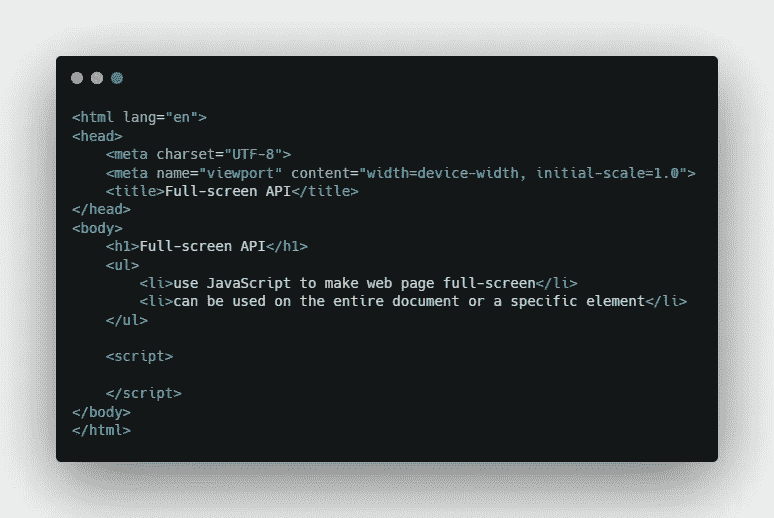 <html lang="en">
<head>
    <meta charset="UTF-8">
    <meta name="viewport" content="width=device-width, initial-scale=1.0">
    <title>Full-screen API</title>
</head>
<body>
    <h1>Full-screen API</h1>
    <ul>
        <li>use JavaScript to make web page full-screen</li>
        <li>can be used on the entire document or a specific element</li>
    </ul>

    <script>

    </script>
</body>
</html>